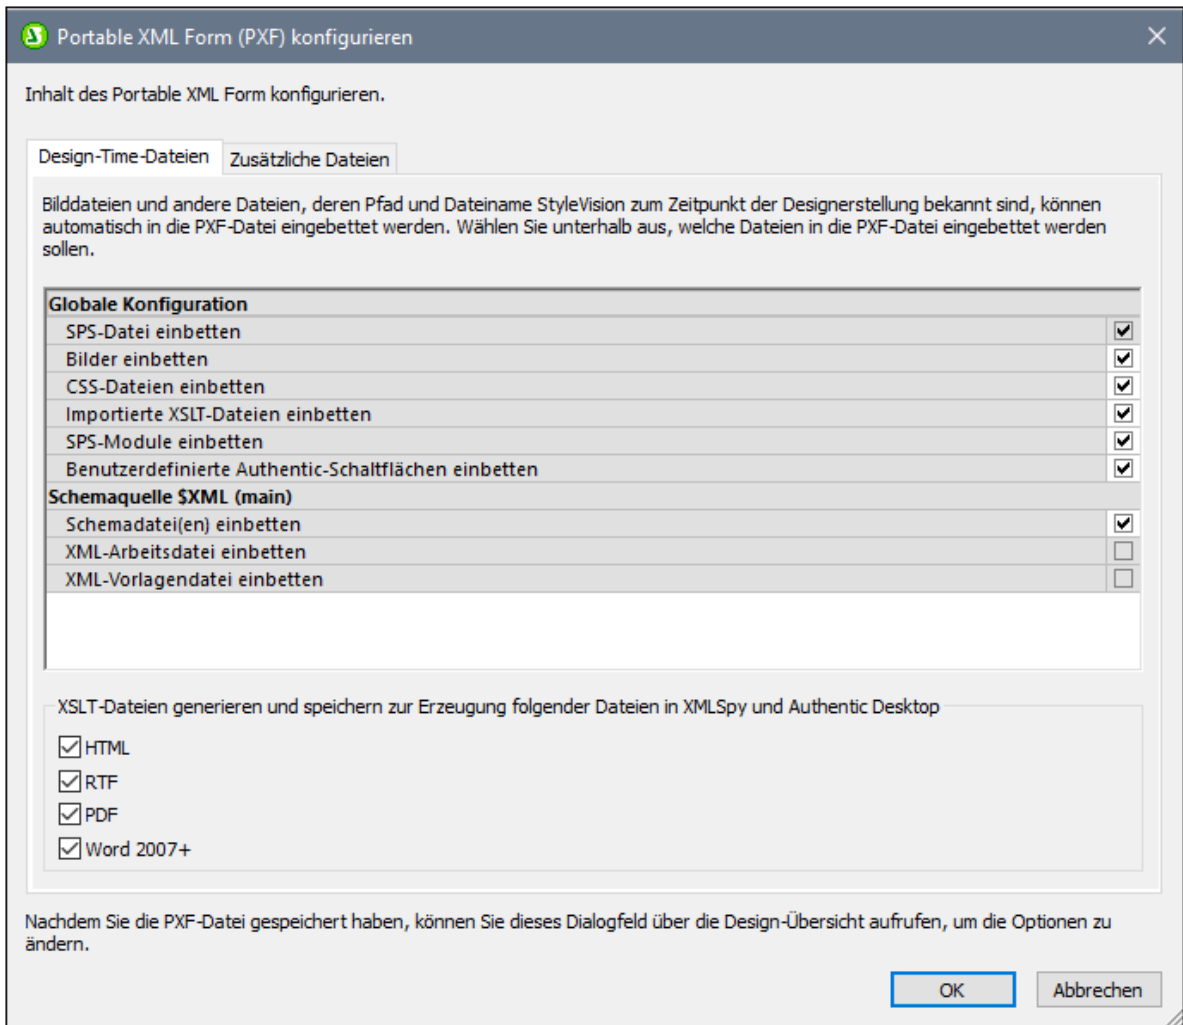 Portable XML Form (PXF) konfigurieren
Inhalt des Portable XML Form konfigurieren.
Design-Time-Dateien
Zusätzliche Dateien
Bilddateien und andere Dateien, deren Pfad und Dateiname StyleVision zum Zeitpunkt der Designerstellung bekannt sind, können
automatisch in die PXF-Datei eingebettet werden. Wählen Sie unterhalb aus, welche Dateien in die PXF-Datei eingebettet werden
sollen.
Globale Konfiguration
SPS-Datei einbetten
Bilder einbetten
CSS-Dateien einbetten
Importierte XSLT-Dateien einbetten
SPS-Module einbetten
Benutzerdefinierte Authentic-Schaltflächen einbetten
Schemaquelle $XML (main)
Schemadatei(en) einbetten
XML-Arbeitsdatei einbetten
XML-Vorlagendatei einbetten
XSLT-Dateien generieren und speichern zur Erzeugung folgender Dateien in XMLSpy und Authentic Desktop
HTML
RTF
PDF
Word 2007+
Nachdem Sie die PXF-Datei gespeichert haben, können Sie dieses Dialogfeld über die Design-Übersicht aufrufen, um die Optionen zu
ändern.
OK
Abbrechen